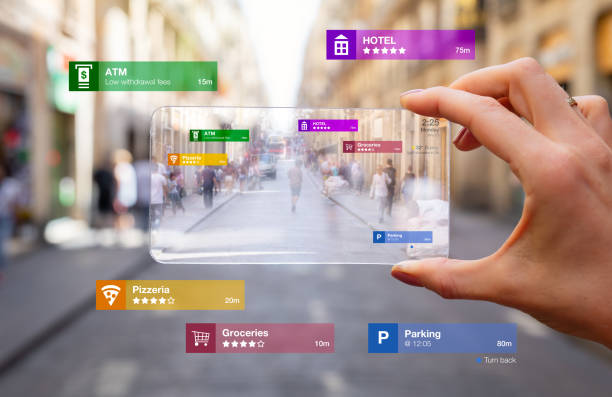 HOTEL
75m
ATM
Low withdrawal fees
15m
2:25
Monday
HOTEL
ATM
Groceries
Pizzeria
P
Parking
Pizzeria
20m
Groceries
10m
P
Parking
@ 12:05
80m
Turn back